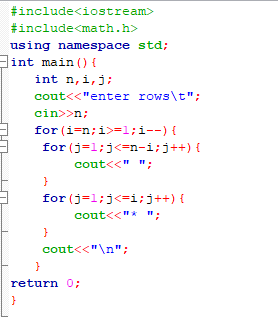 #include<iostream>
#include<math.h>
using namespace std;
int main(){
int n,i,j;
cout<<"enter rows\t";
cin>>n;
for(i=n;i>=1;i--){
for(j=1;j<=n-i;j++){
cout<<" ";
}
for(j=1;j<=i;j++){
cout<<"* ";
}
cout<<"\n";
}
return 0;
}